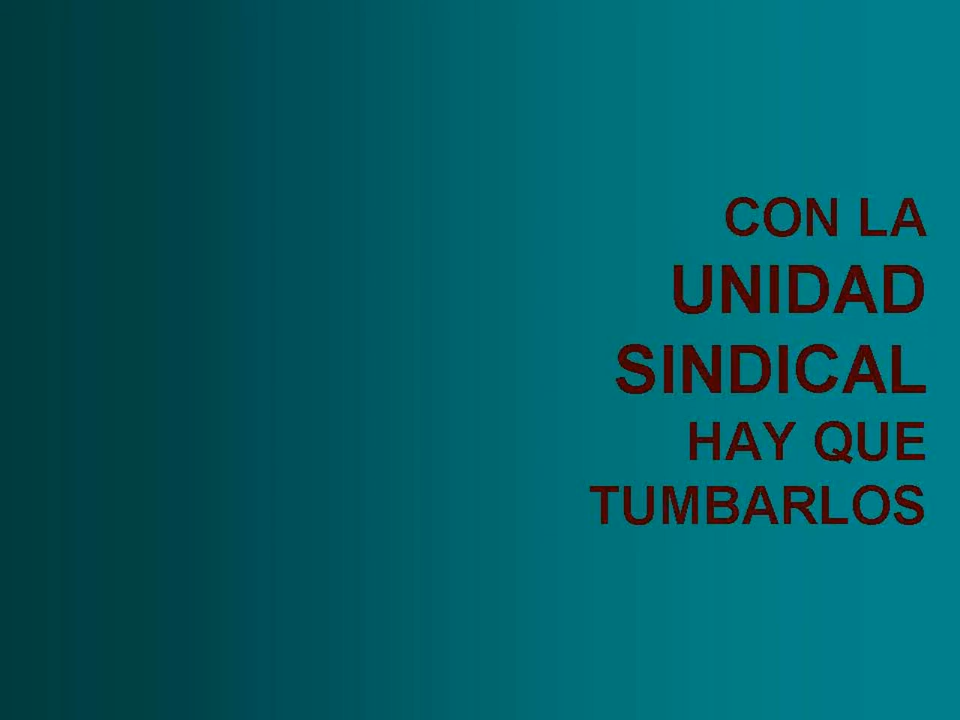 CON LA
UNIDAD
SINDICAL
HAY QUE
TUMBARLOS